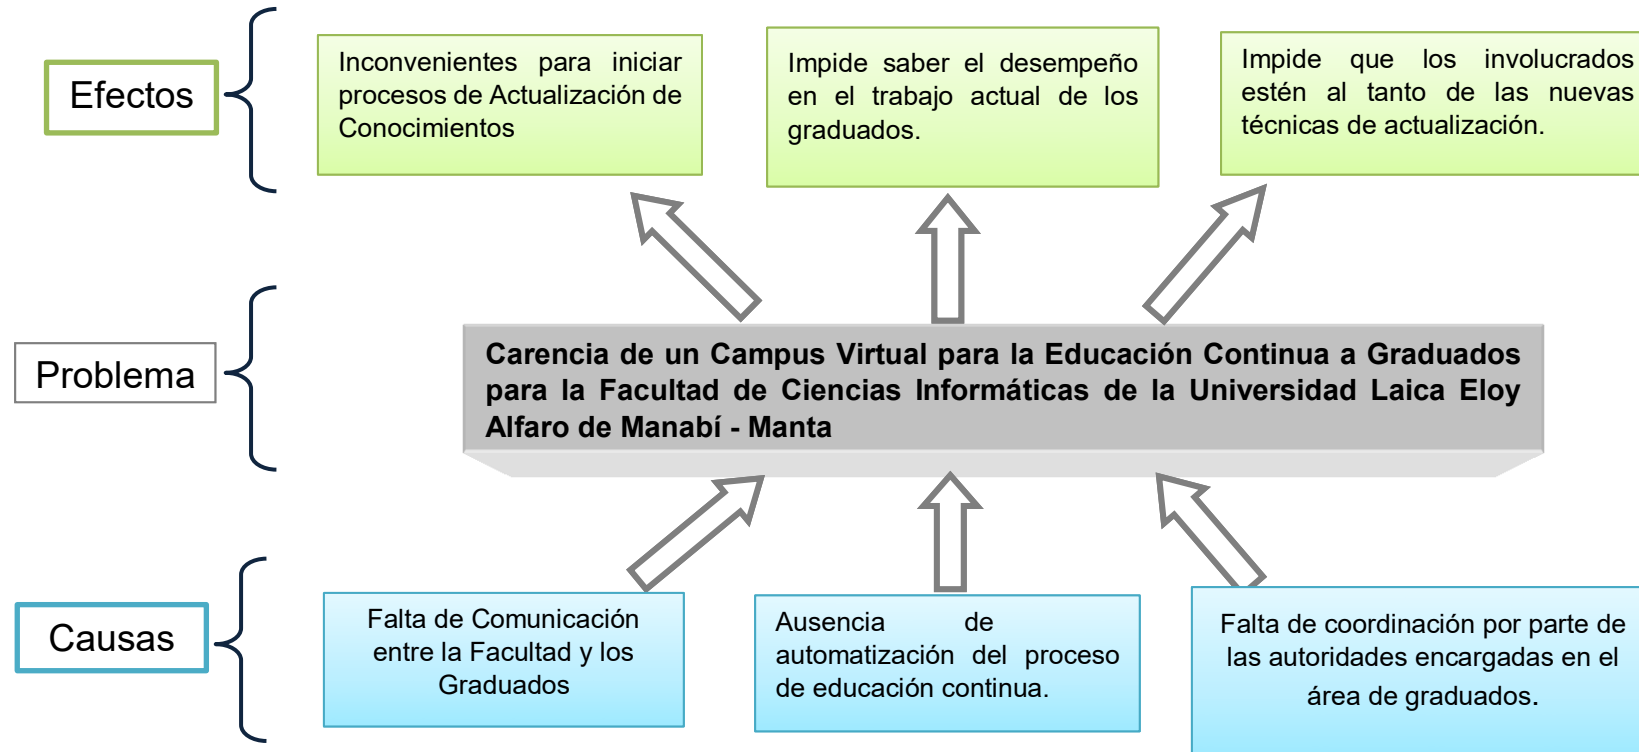 Efectos
Inconvenientes para iniciar
procesos de Actualización de
Conocimientos
Impide saber el desempeño
en el trabajo actual de los
graduados.
Impide que los involucrados
estén al tanto de las nuevas
técnicas de actualización.
Problema
Carencia de un Campus Virtual para la Educación Continua a Graduados
para la Facultad de Ciencias Informáticas de la Universidad Laica Eloy
Alfaro de Manabí - Manta
Causas
Falta de Comunicación
entre la Facultad y los
Graduados
Ausencia de
automatización del proceso
de educación continua.
Falta de coordinación por parte de
las autoridades encargadas en el
área de graduados.